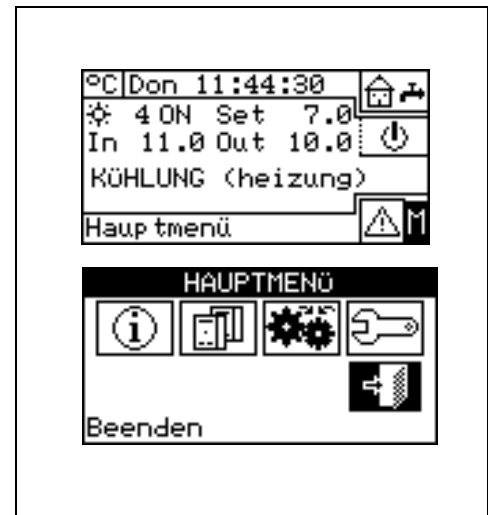 ºC Don 11:44:30
4 ON Set 7.0
In 11.0 Out 10.0
KüHLUNG (heizung)
Hauptmenü M
HAUPTMENü
i
Beenden